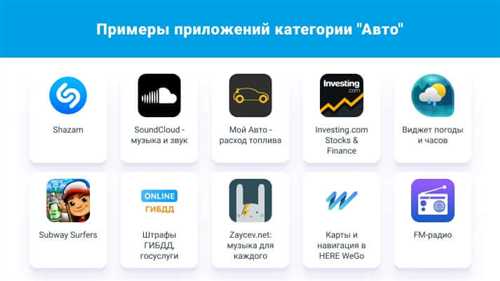 Примеры приложений категории "Авто"
Shazam
SoundCloud -
музыка и звук
Мой Авто -
расход топлива
Investing
.com
Investing.com
Stocks &
Finance
Виджет погоды
и часов
Subway Surfers
ONLINE
ГИБДД
Штрафы
ГИБДД,
госуслуги
Zaycev.net:
музыка для
каждого
Карты и
навигация в
HERE WeGo
FM-радио